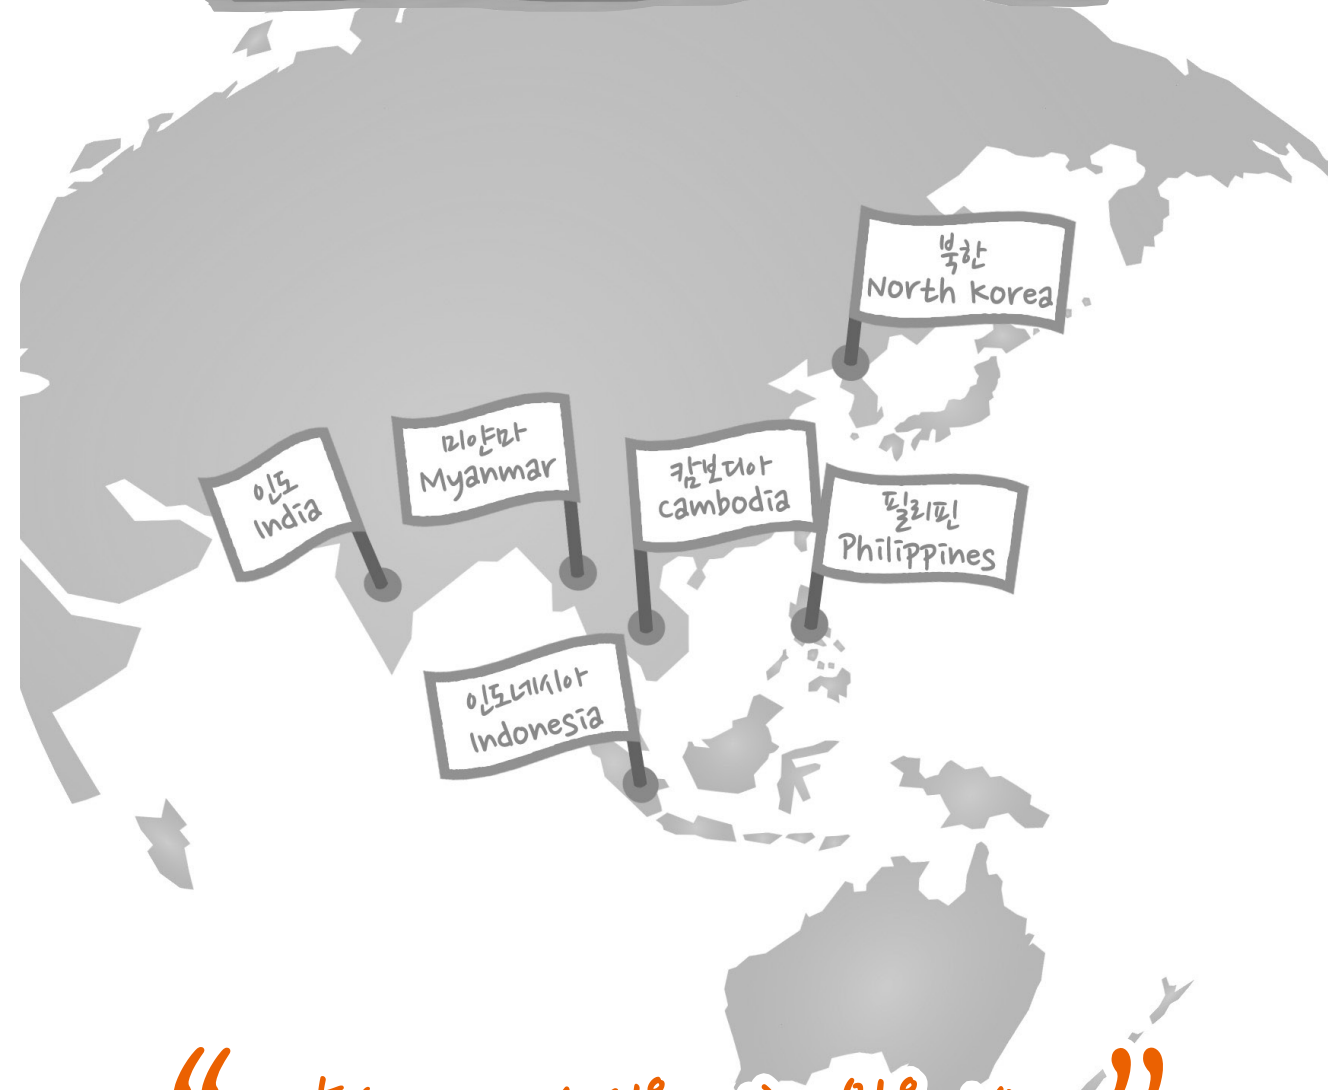 북한
North Korea
미얀마
Myanmar
인도
India
캄보디아
Cambodia
필리핀
Philippines
인도네시아
Indonesia
“ ”